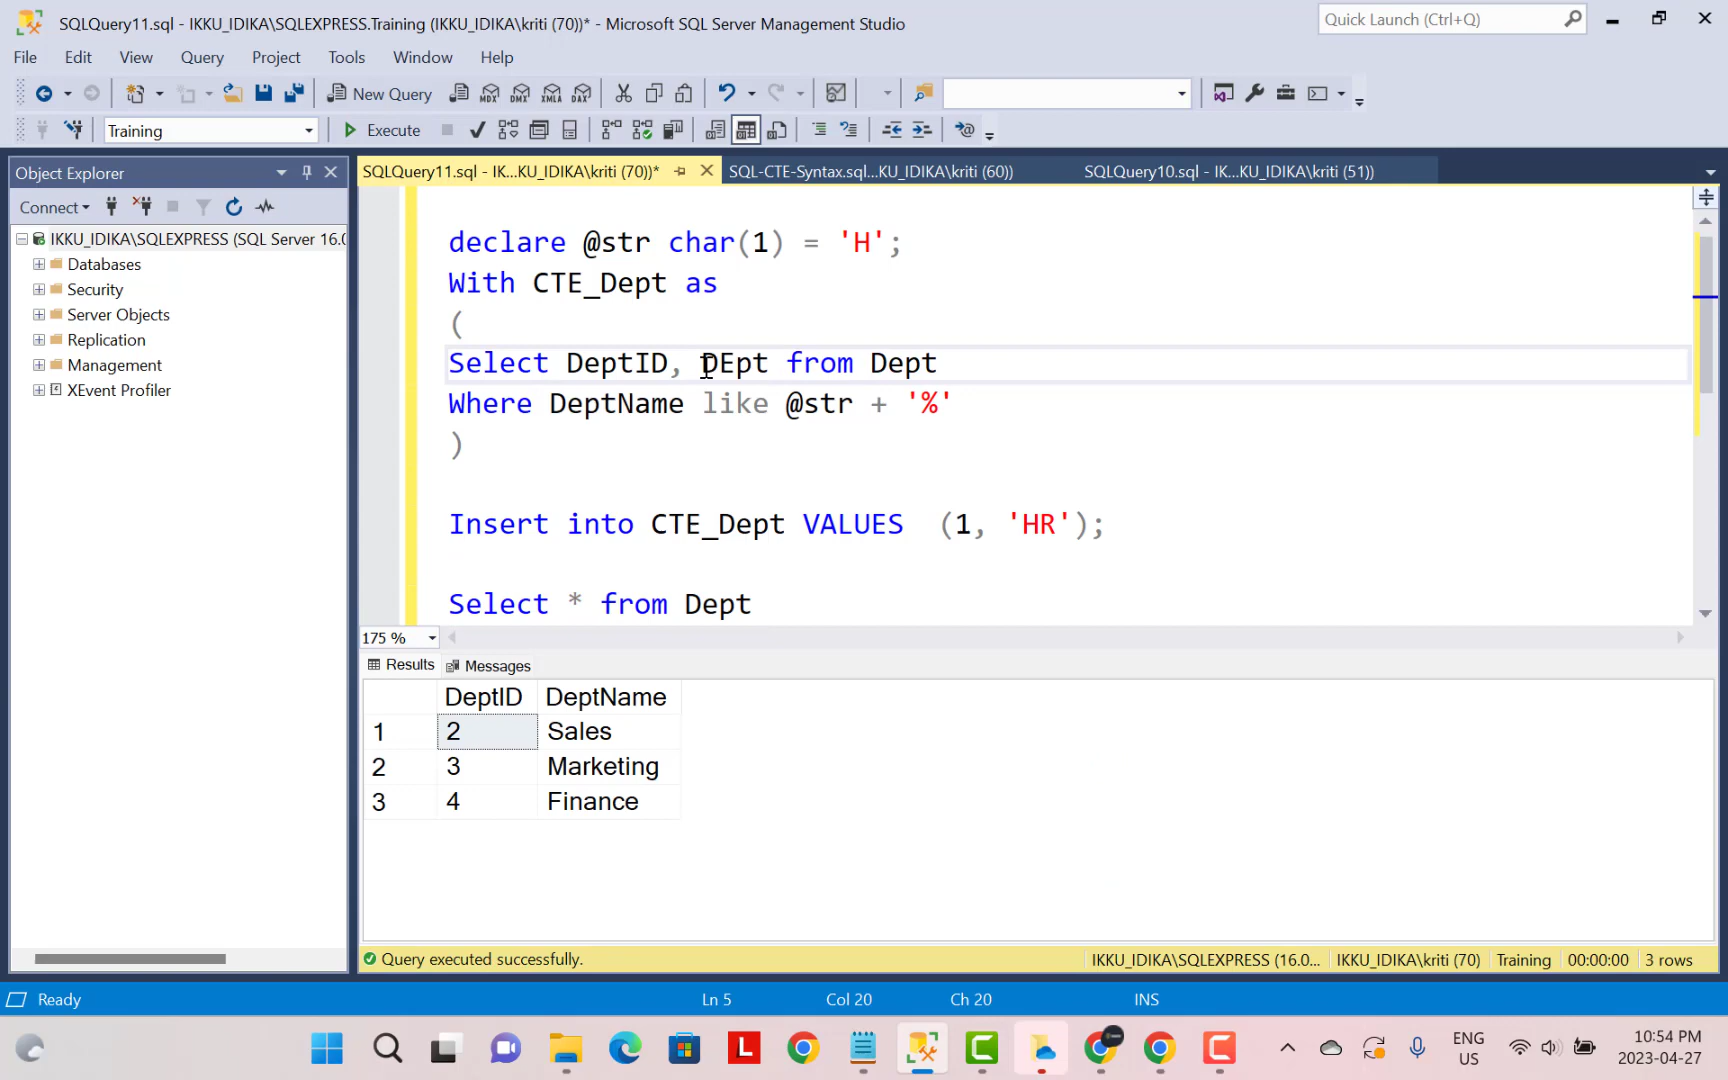 SQLQuery11.sql - IKKU_IDIKA\SQLEXPRESS.Training (IKKU_IDIKA\kriti (70))* - Microsoft SQL Server Management Studio
Quick Launch (Ctrl+Q)
File Edit View Query Project Tools Window Help
New Query MDX DMX XMLA DAX
Training Execute
Object Explorer
SQLQuery11.sql - IK...KU_IDIKA\kriti (70))* SQL-CTE-Syntax.sql...KU_IDIKA\kriti (60)) SQLQuery10.sql - IK...KU_IDIKA\kriti (51))
Connect
IKKU_IDIKA\SQLEXPRESS (SQL Server 16.0
Databases
Security
Server Objects
Replication
Management
XEvent Profiler
declare @str char(1) = 'H';
With CTE_Dept as
(
Select DeptID, DEpt from Dept
Where DeptName like @str + '%'
)
Insert into CTE_Dept VALUES (1, 'HR');
Select * from Dept
175 %
Results Messages
DeptID DeptName
1 2 Sales
2 3 Marketing
3 4 Finance
Query executed successfully. IKKU_IDIKA\SQLEXPRESS (16.0... IKKU_IDIKA\kriti (70) Training 00:00:00 3 rows
Ready Ln 5 Col 20 Ch 20 INS
L C C
ENG
US
10:54 PM
2023-04-27